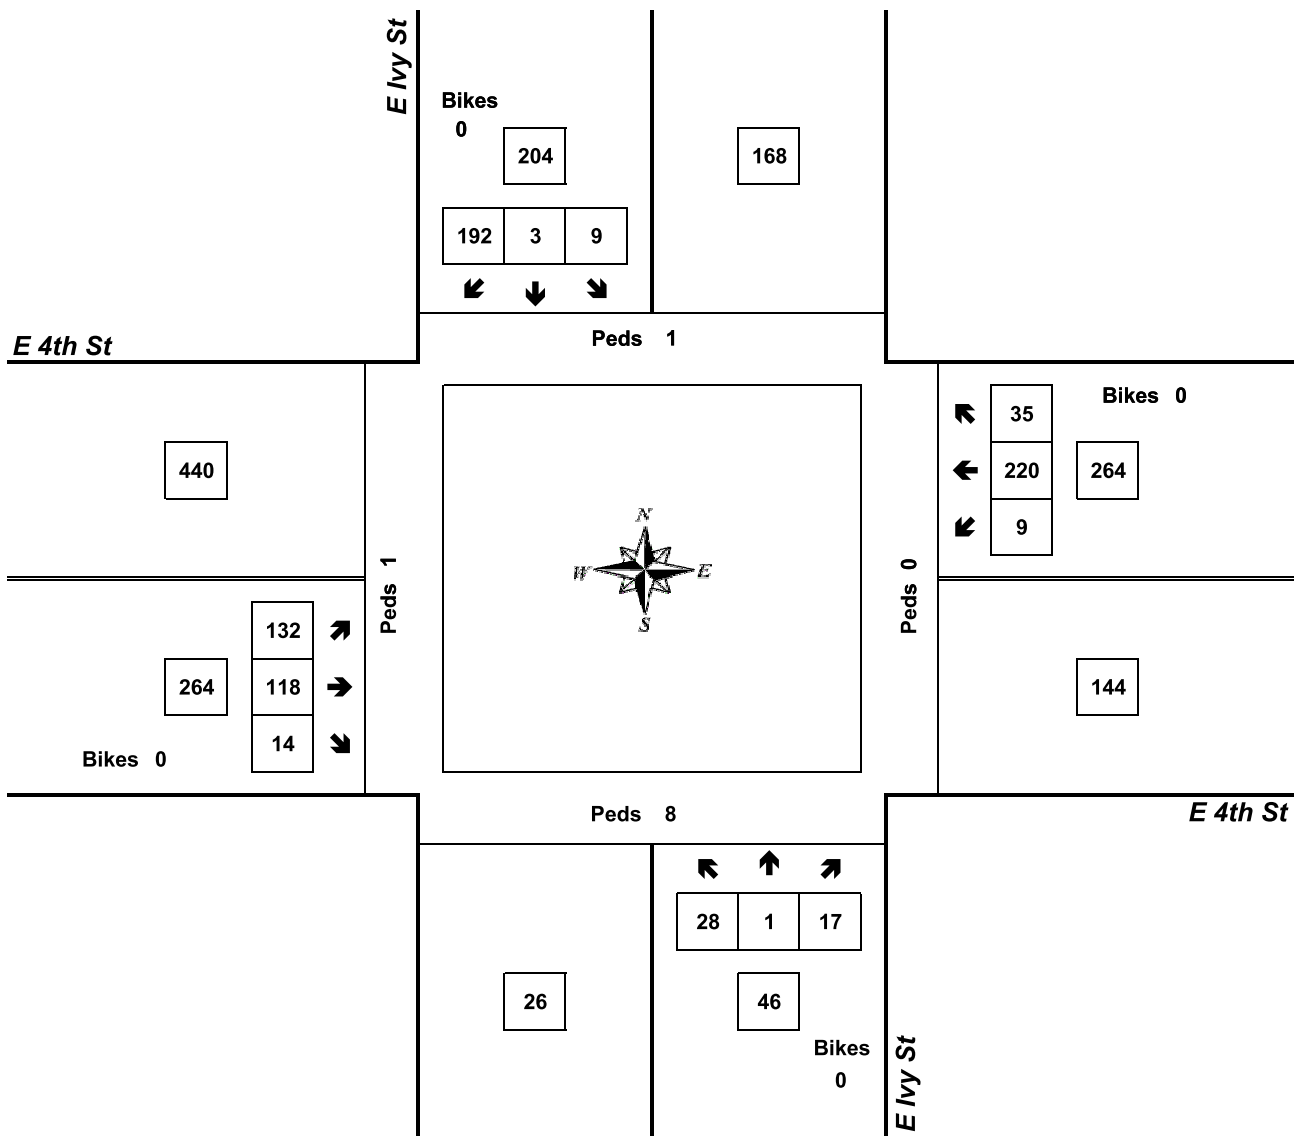 E Ivy St
Bikes
0
204
168
192 3 9
Peds 1
E 4th St
35
Bikes 0
440
220
264
9
N
W E
S
Peds 1
Peds 0
132
264
118
144
14
Bikes 0
Peds 8
E 4th St
28 1 17
26
46
Bikes
0
E Ivy St